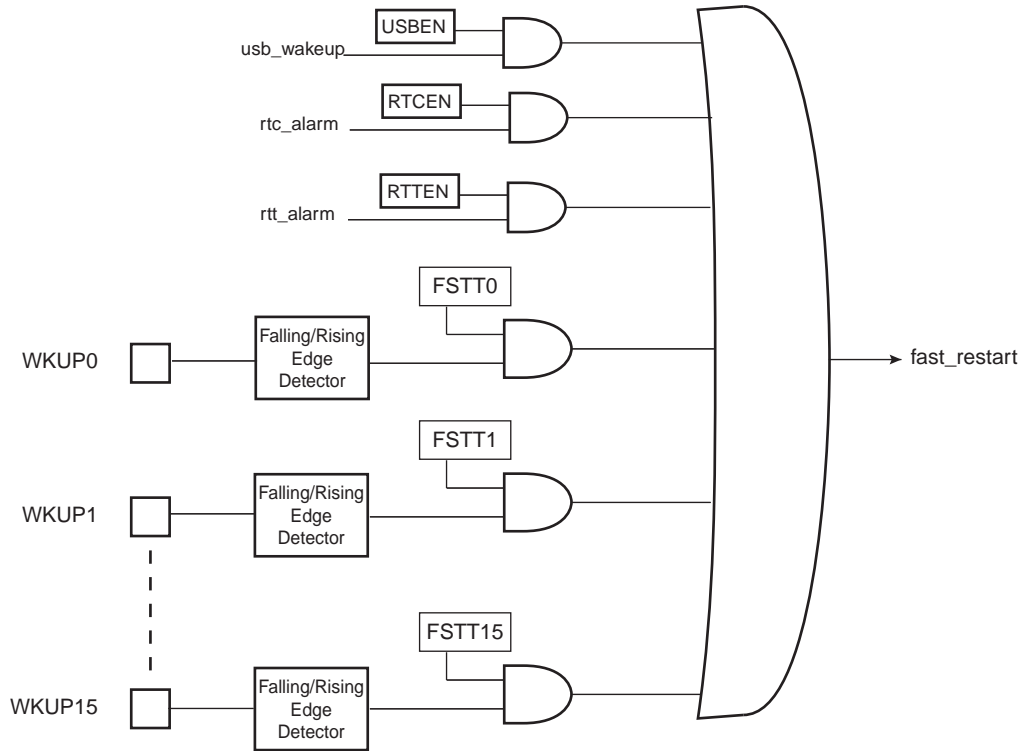 USBEN
usb_wakeup
RTCEN
rtc_alarm
RTTEN
rtt_alarm
FSTT0
WKUP0
Falling/Rising
Edge
Detector
fast_restart
FSTT1
WKUP1
Falling/Rising
Edge
Detector
FSTT15
WKUP15
Falling/Rising
Edge
Detector